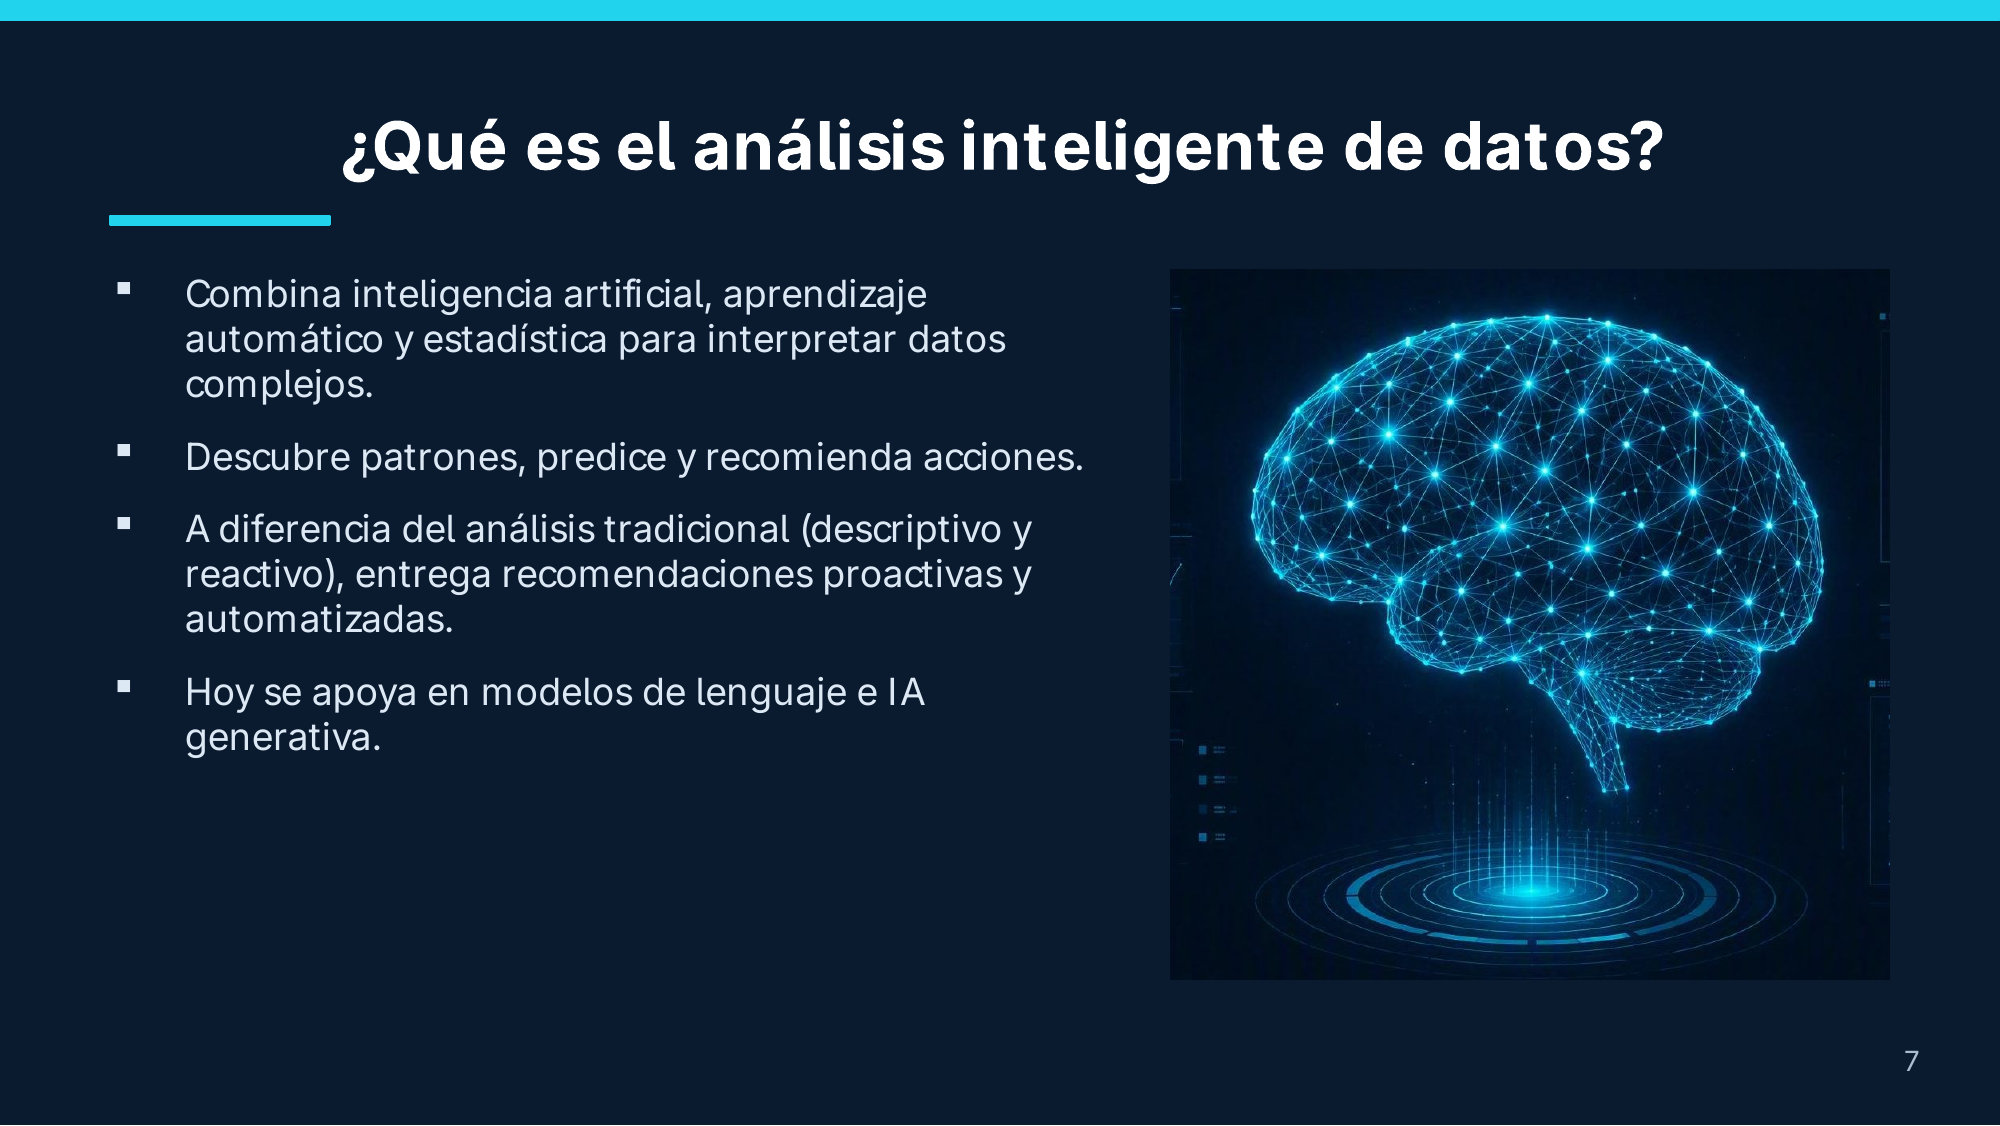 ¿Qué es el análisis inteligente de datos?
▪ Combina inteligencia artificial, aprendizaje
automático y estadística para interpretar datos
complejos.
▪ Descubre patrones, predice y recomienda acciones.
▪ A diferencia del análisis tradicional (descriptivo y
reactivo), entrega recomendaciones proactivas y
automatizadas.
▪ Hoy se apoya en modelos de lenguaje e IA
generativa.
7